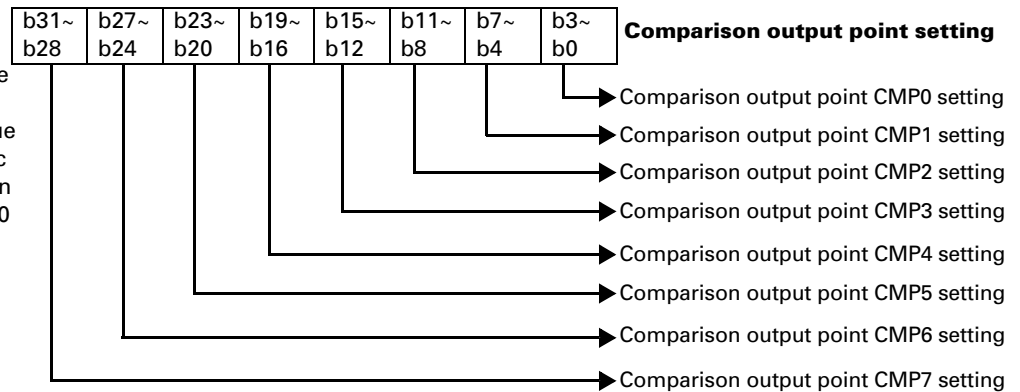 b31~ b27~ b23~ b19~ b15~ b11~ b7~ b3~
b28 b24 b20 b16 b12 b8 b4 b0
Comparison output point setting
Comparison output point CMP0 setting
Comparison output point CMP1 setting
Comparison output point CMP2 setting
Comparison output point CMP3 setting
Comparison output point CMP4 setting
Comparison output point CMP5 setting
Comparison output point CMP6 setting
Comparison output point CMP7 setting